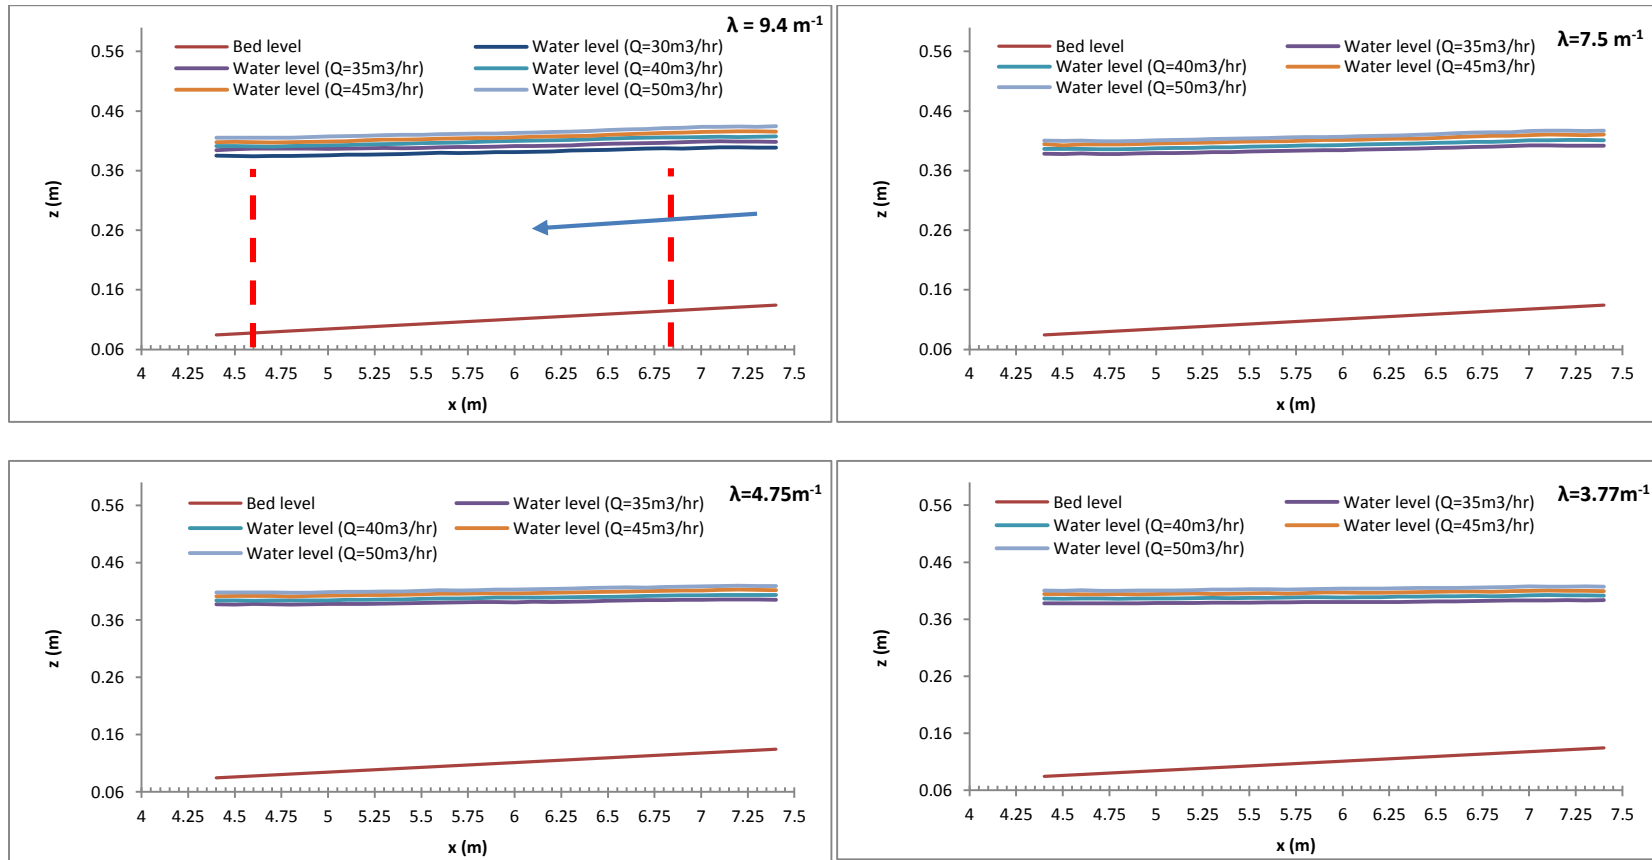 λ = 9.4 m-1
Bed level
Water level (Q=30m3/hr)
Water level (Q=35m3/hr)
Water level (Q=40m3/hr)
Water level (Q=45m3/hr)
Water level (Q=50m3/hr)
0.56
0.46
0.36
0.26
0.16
0.06
z (m)
4 4.25 4.5 4.75 5 5.25 5.5 5.75 6 6.25 6.5 6.75 7 7.25 7.5
x (m)
λ=7.5 m-1
Bed level
Water level (Q=35m3/hr)
Water level (Q=40m3/hr)
Water level (Q=45m3/hr)
Water level (Q=50m3/hr)
0.56
0.46
0.36
0.26
0.16
0.06
z (m)
4 4.25 4.5 4.75 5 5.25 5.5 5.75 6 6.25 6.5 6.75 7 7.25 7.5
x (m)
λ=4.75m-1
Bed level
Water level (Q=35m3/hr)
Water level (Q=40m3/hr)
Water level (Q=45m3/hr)
Water level (Q=50m3/hr)
0.56
0.46
0.36
0.26
0.16
0.06
z (m)
4 4.25 4.5 4.75 5 5.25 5.5 5.75 6 6.25 6.5 6.75 7 7.25 7.5
x (m)
λ=3.77m-1
Bed level
Water level (Q=35m3/hr)
Water level (Q=40m3/hr)
Water level (Q=45m3/hr)
Water level (Q=50m3/hr)
0.56
0.46
0.36
0.26
0.16
0.06
z (m)
4 4.25 4.5 4.75 5 5.25 5.5 5.75 6 6.25 6.5 6.75 7 7.25 7.5
x (m)